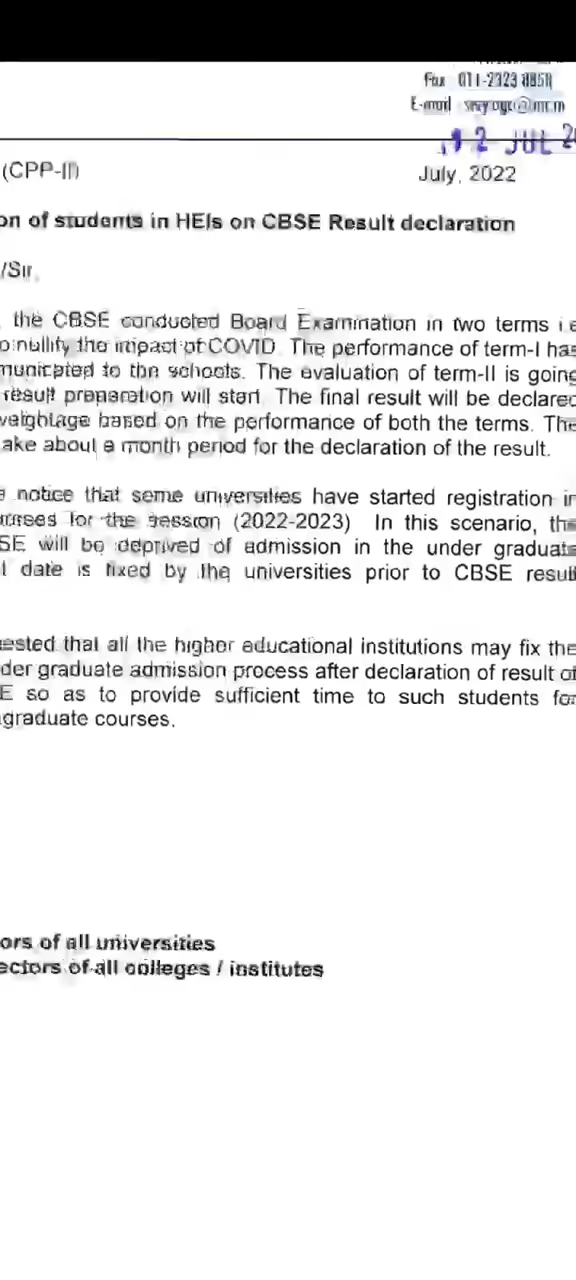 Fax 011-2323 8858
E-mail
12 JUL 2
(CPP-II)
July, 2022
on of students in HEIs on CBSE Result declaration
/Sir,
, the CBSE conducted Board Examination in two terms i.e
o nullify the impact of COVID. The performance of term-I has
municated to the schools. The evaluation of term-II is going
result preparation will start. The final result will be declared
weightage based on the performance of both the terms. The
ake about a month period for the declaration of the result.
notice that some universities have started registration in
urses for the session (2022-2023) In this scenario, the
SE will be deprived of admission in the under graduate
date is fixed by the universities prior to CBSE result
ested that all the higher educational institutions may fix the
der graduate admission process after declaration of result of
E so as to provide sufficient time to such students for
graduate courses.
ors of all universities
ectors of all colleges / institutes